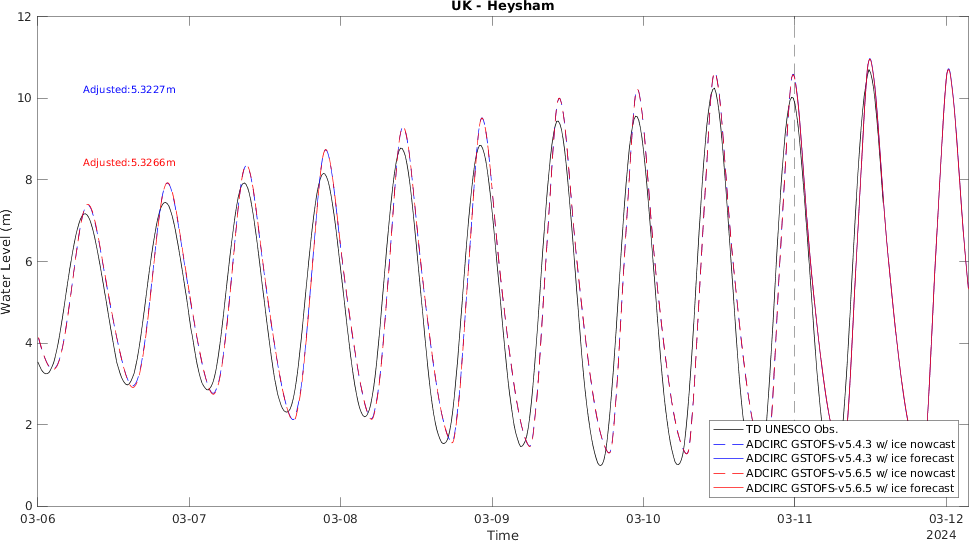 UK - Heysham
12
10
8
6
4
2
0
Water Level (m)
Adjusted:5.3227m
Adjusted:5.3266m
TD UNESCO Obs.
ADCIRC GSTOFS-v5.4.3 w/ ice nowcast
ADCIRC GSTOFS-v5.4.3 w/ ice forecast
ADCIRC GSTOFS-v5.6.5 w/ ice nowcast
ADCIRC GSTOFS-v5.6.5 w/ ice forecast
03-06 03-07 03-08 03-09 03-10 03-11 03-12
Time
2024